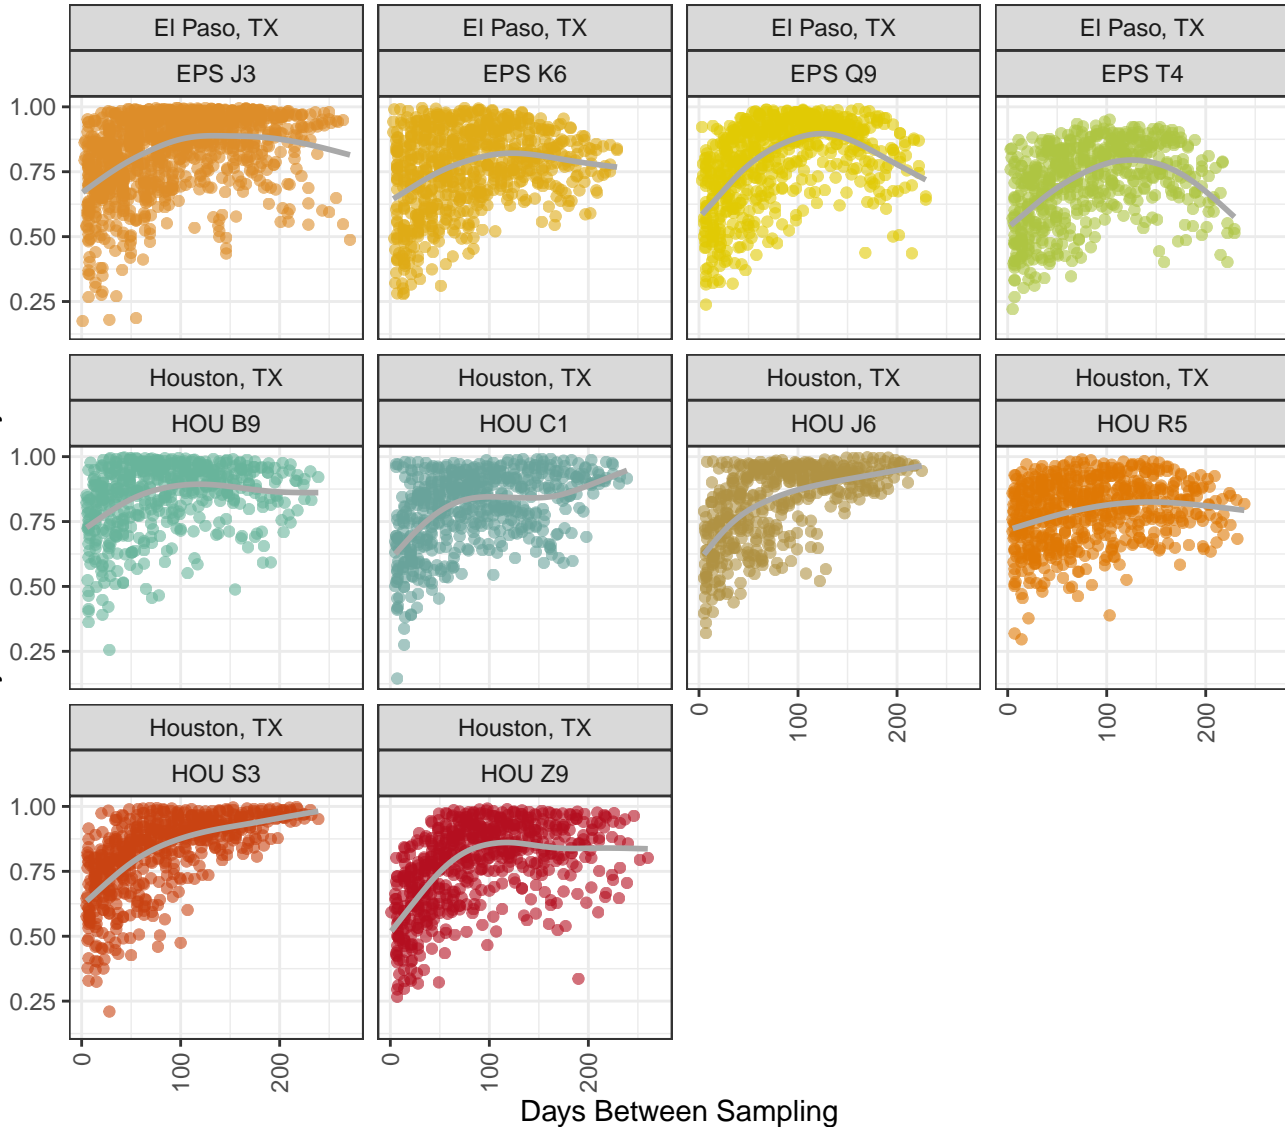 El Paso, TX El Paso, TX El Paso, TX El Paso, TX
EPS J3 EPS K6 EPS Q9 EPS T4
1.00
0.75
0.50
0.25
Houston, TX Houston, TX Houston, TX Houston, TX
HOU B9 HOU C1 HOU J6 HOU R5
1.00
0.75
0.50
0.25
0 100 200 0 100 200
Houston, TX Houston, TX
HOU S3 HOU Z9
1.00
0.75
0.50
0.25
0 100 200 0 100 200
Days Between Sampling